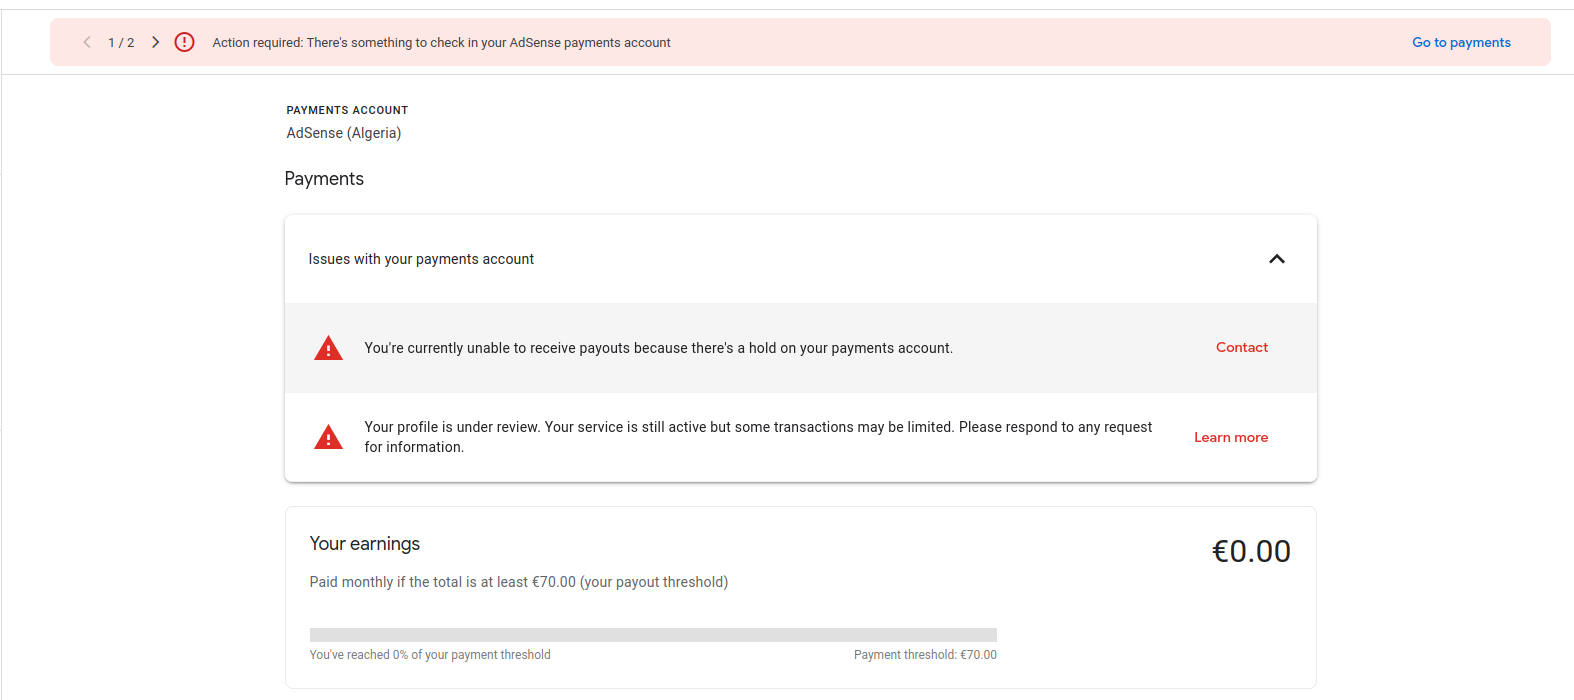 1 / 2 Action required: There's something to check in your AdSense payments account Go to payments
PAYMENTS ACCOUNT
AdSense (Algeria)
Payments
Issues with your payments account
You're currently unable to receive payouts because there's a hold on your payments account. Contact
Your profile is under review. Your service is still active but some transactions may be limited. Please respond to any request
for information.
Learn more
Your earnings
€0.00
Paid monthly if the total is at least €70.00 (your payout threshold)
You've reached 0% of your payment threshold Payment threshold: €70.00